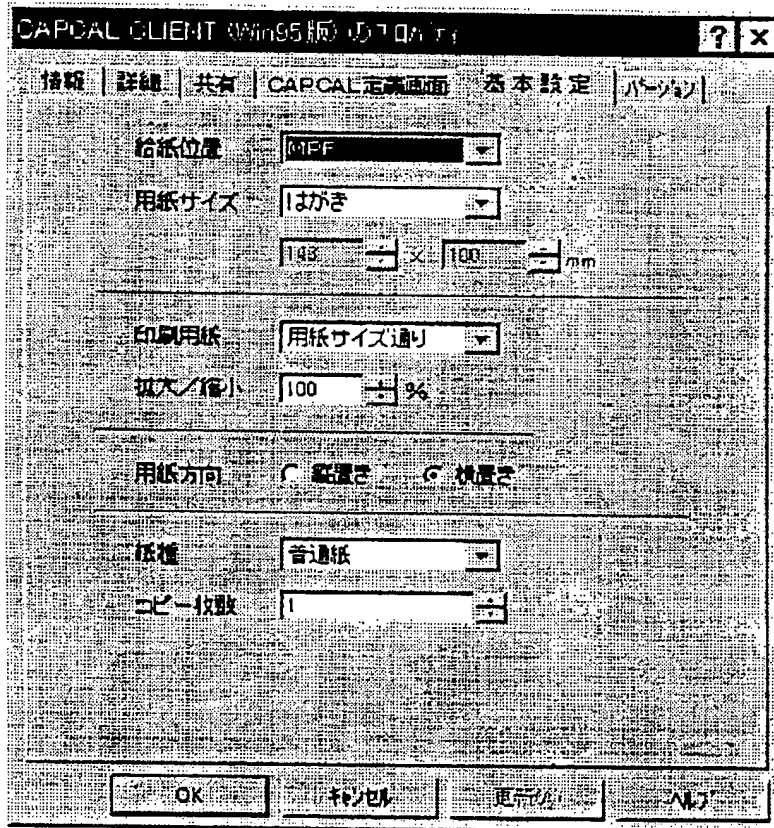 CAPCAL CLIENT (Win95版) のプロパティ
情報 詳細 共有 CAPCAL定義画面 基本設定 バージョン
給紙位置 MPF
用紙サイズ はがき
148 × 100 mm
印刷用紙 用紙サイズ通り
拡大/縮小 100 %
用紙方向 縦置き 横置き
紙種 普通紙
コピー枚数 1
OK キャンセル ヘルプ